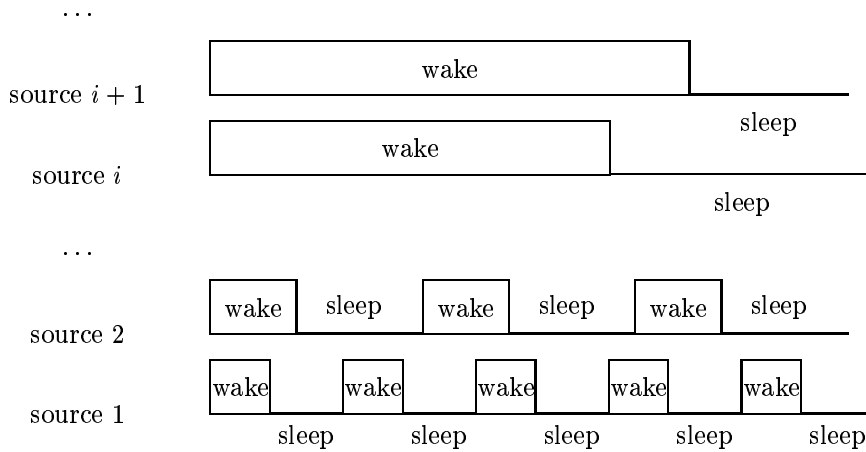 ...
wake
source i + 1
sleep
wake
source i
sleep
...
wake sleep wake sleep wake sleep
source 2
wake wake wake wake wake
source 1
sleep sleep sleep sleep sleep